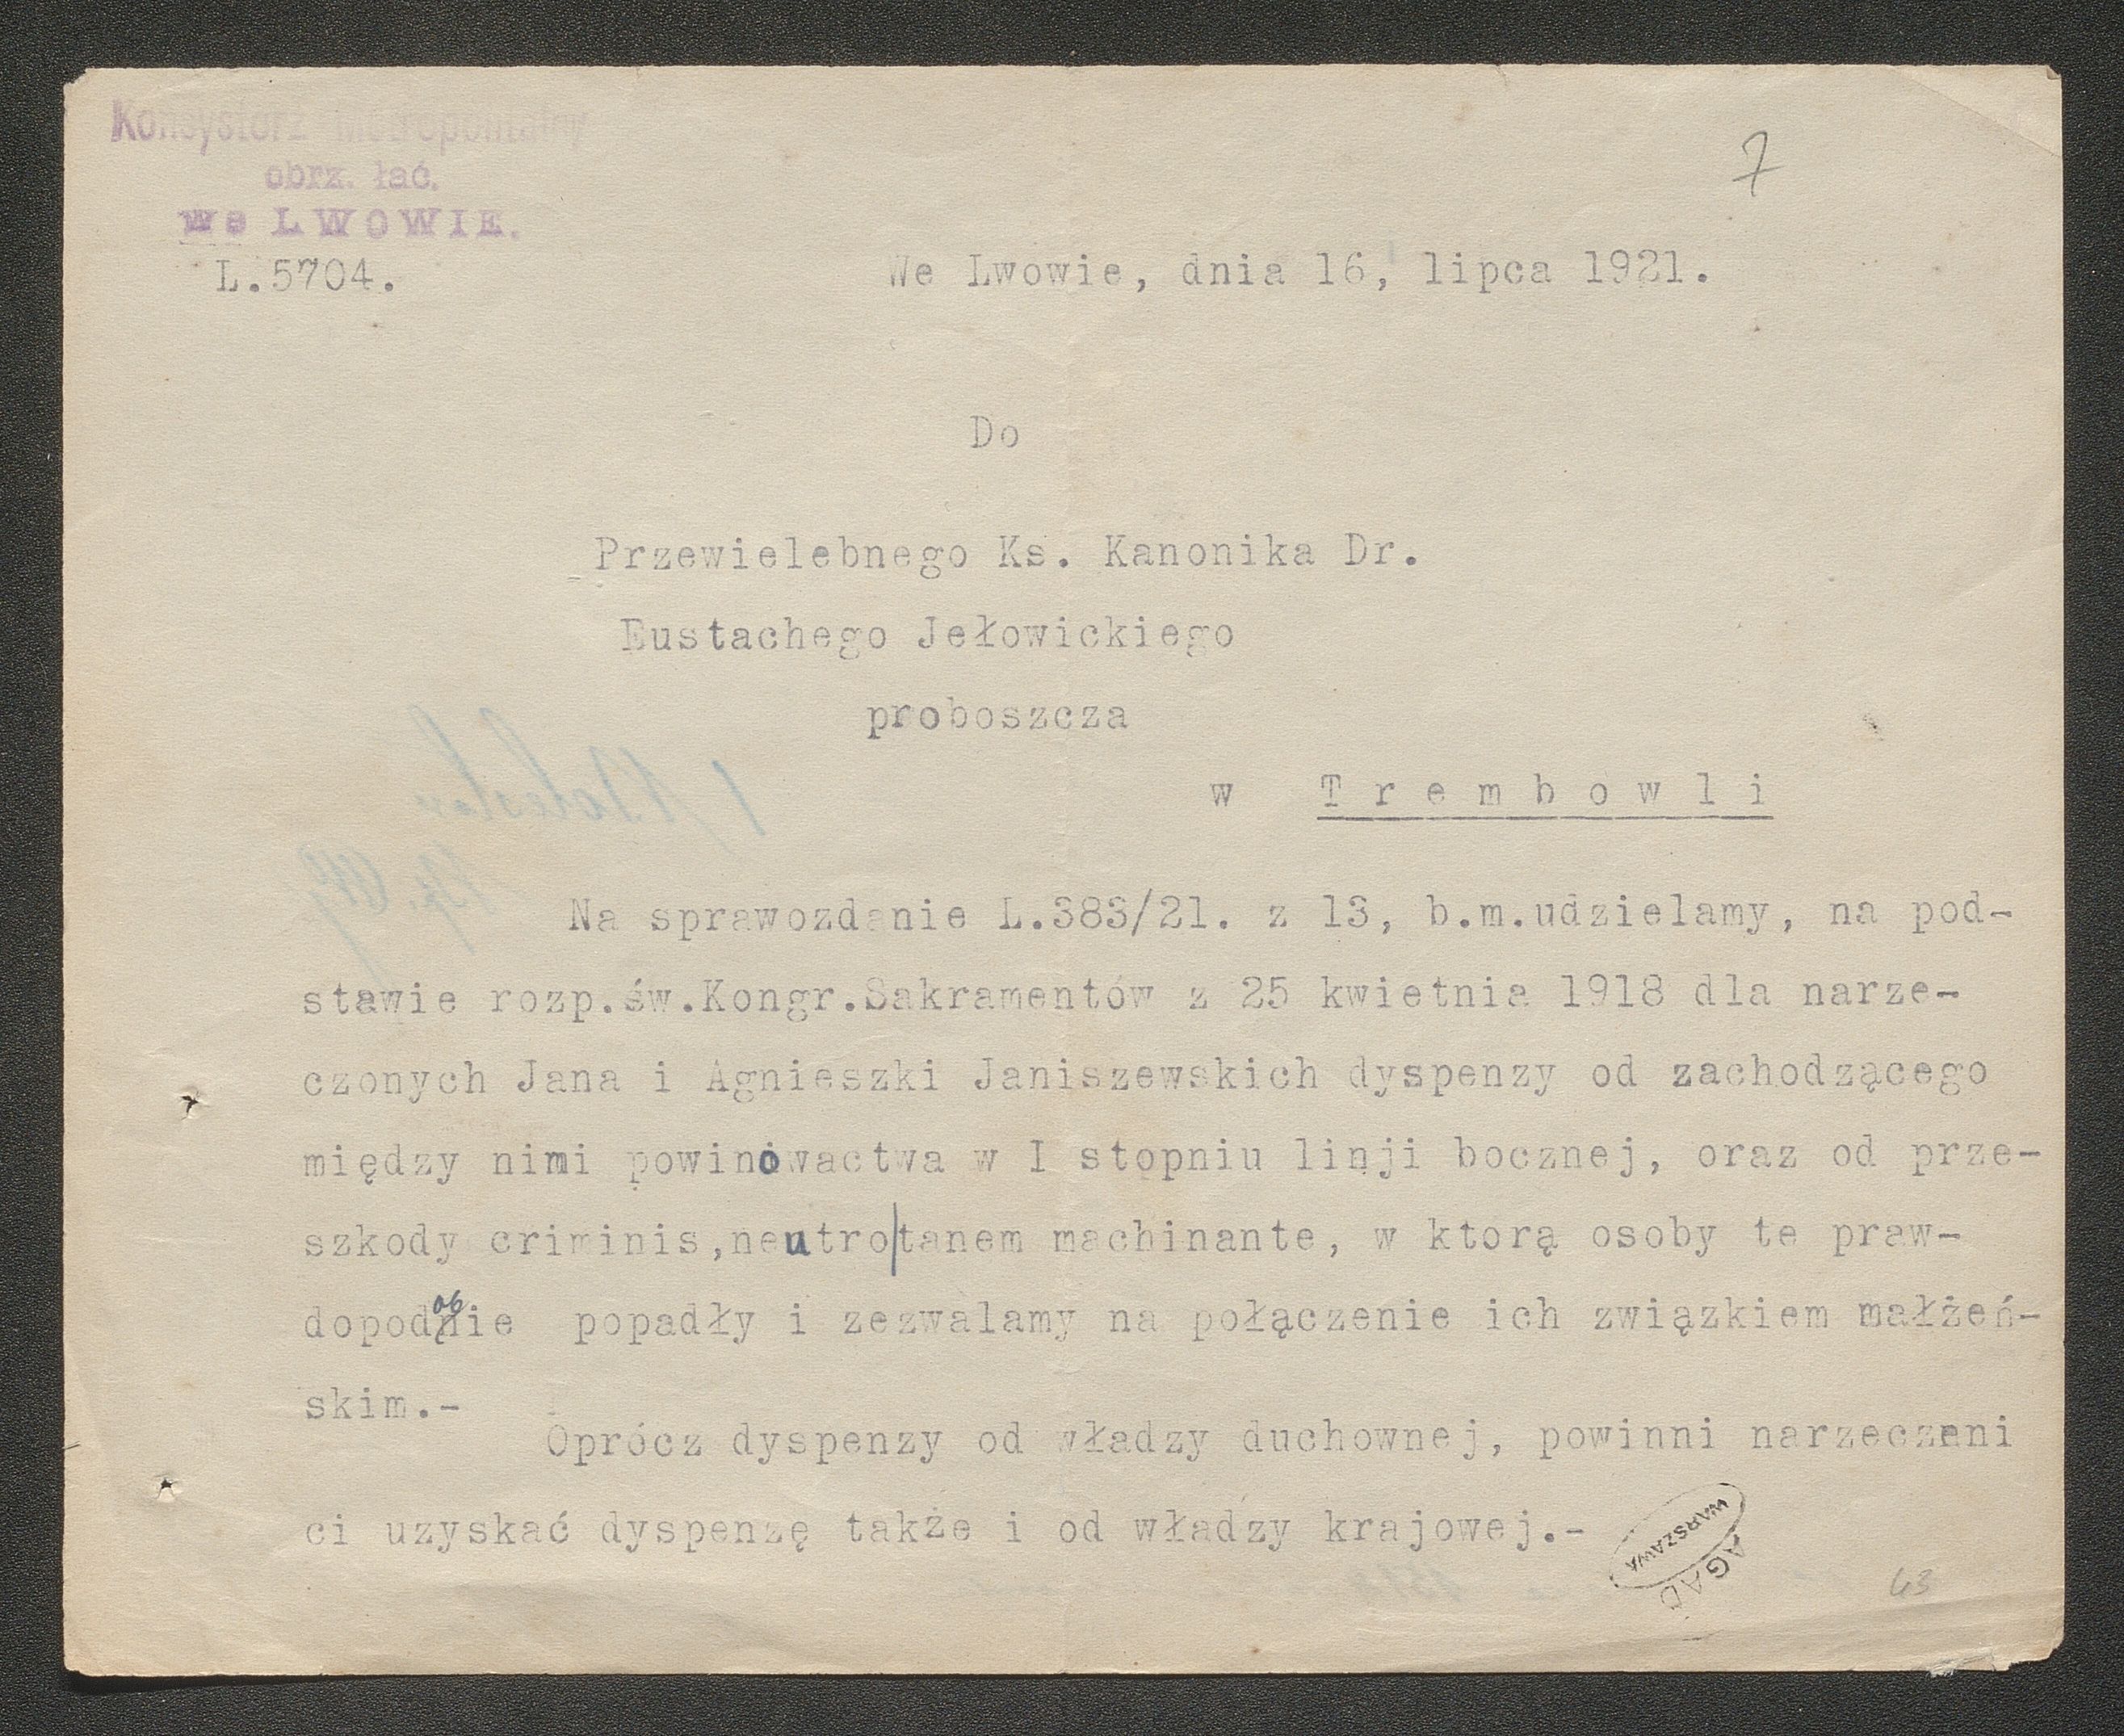 Konsystorz Metropolitalny
obrz. łać.
we LWOWIE.
7
L.5704.
We Lwowie, dnia 16, lipca 1921.
Do
Przewielebnego Ks. Kanonika Dr.
Eustachego Jełowickiego
proboszcza
w Trembowli
Na sprawozdanie L.383/21. z 13, b.m.udzielamy, na pod-
stawie rozp.św.Kongr.Sakramentów z 25 kwietnia 1918 dla narze-
czonych Jana i Agnieszki Janiszewskich dyspenzy od zachodzącego
między nimi powinowactwa w I stopniu linji bocznej, oraz od prze-
szkody criminis,neutro|tanem machinante, w ktorą osoby te praw-
dopodobnie popadły i zezwalamy na połączenie ich związkiem małżeń-
skim.-
Oprócz dyspenzy od władzy duchownej, powinni narzeczeni
ci uzyskać dyspenzę także i od władzy krajowej.-
AGAD
WARSZAWA
63